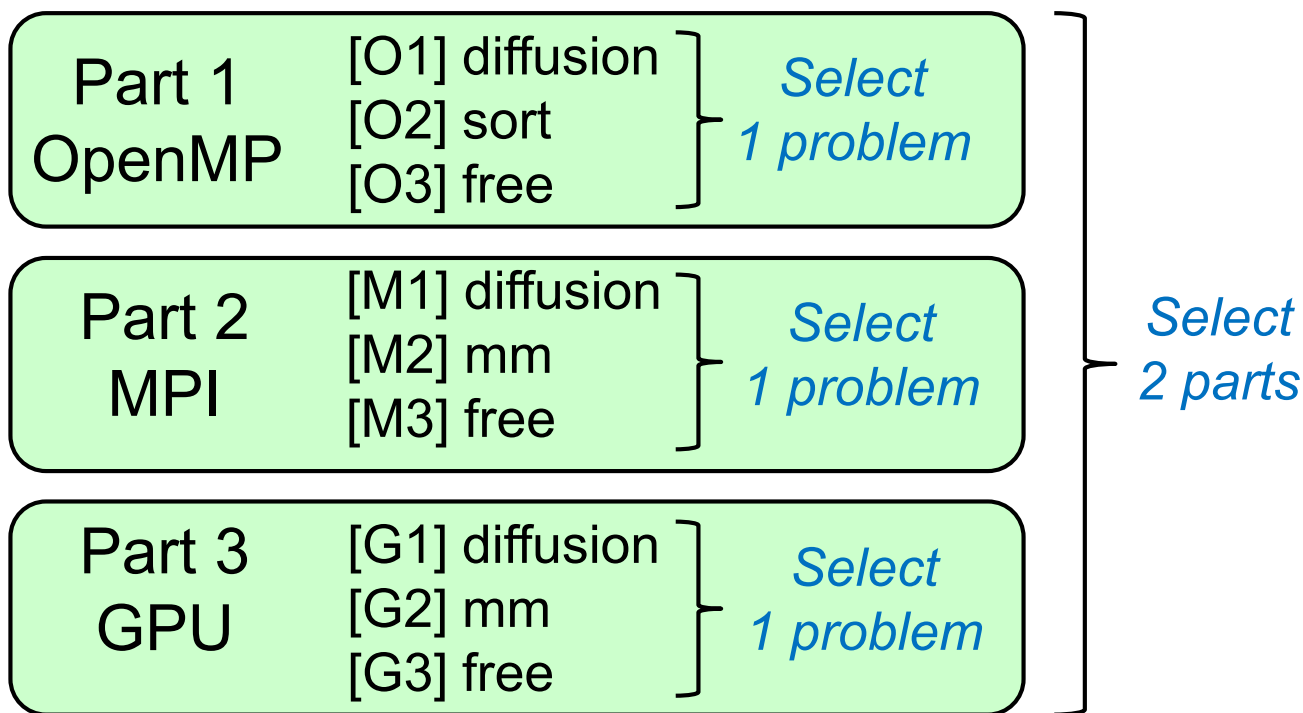 Part 1
OpenMP
[O1] diffusion
[O2] sort
[O3] free
Select
1 problem
Part 2
MPI
[M1] diffusion
[M2] mm
[M3] free
Select
1 problem
Part 3
GPU
[G1] diffusion
[G2] mm
[G3] free
Select
1 problem
Select
2 parts